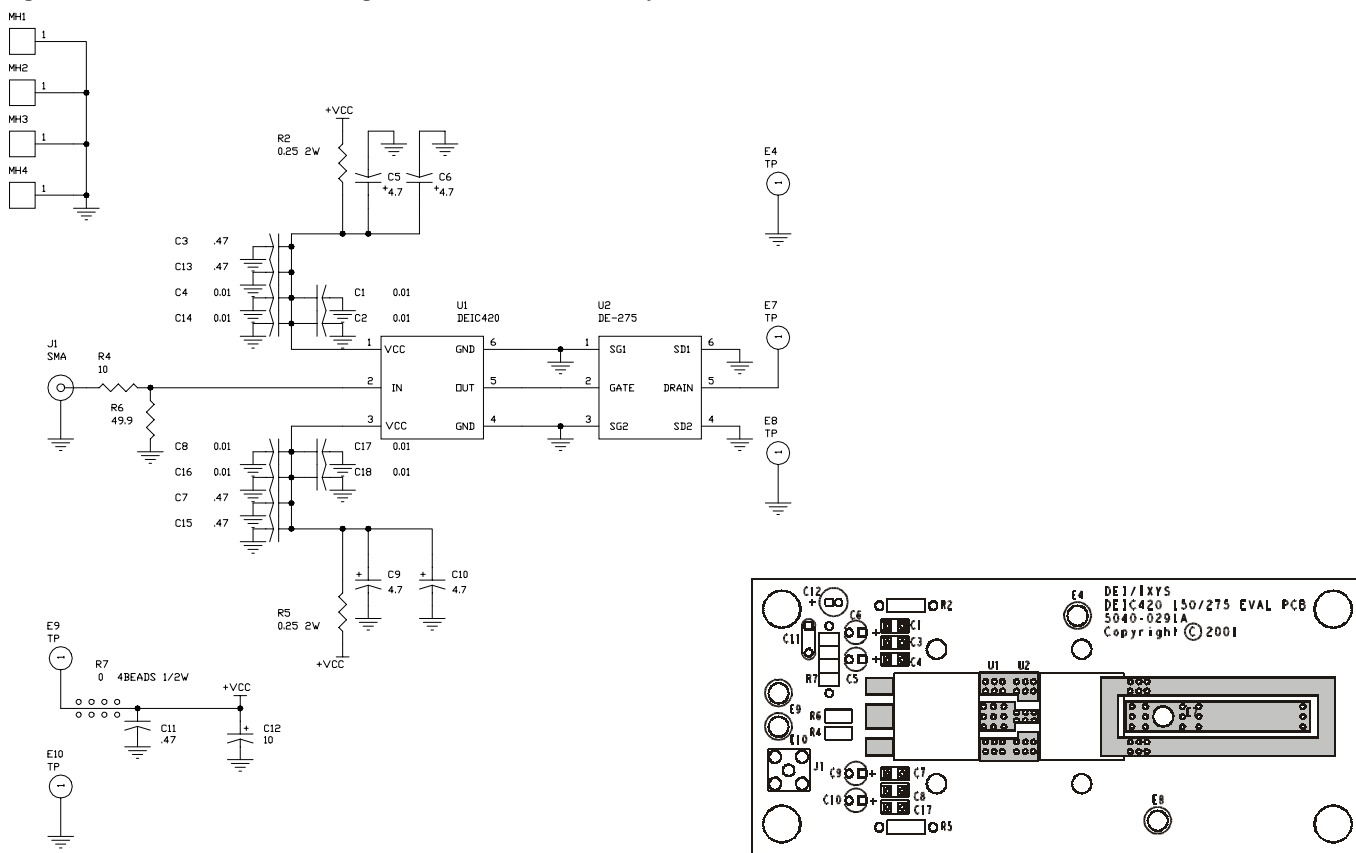 MH1
1
MH2
1
MH3
1
MH4
1
+VCC
R2
0.25 2W
C5
+4.7
C6
+4.7
E4
TP
1
C3 .47
C13 .47
C4 0.01
C14 0.01
C1 0.01
C2 0.01
U1
DEIC420
U2
DE-275
E7
TP
1
J1
SMA
R4
10
R6
49.9
1 VCC GND 6
2 IN OUT 5
3 VCC GND 4
1 SG1 SD1 6
2 GATE DRAIN 5
3 SG2 SD2 4
E8
TP
1
C8 0.01
C16 0.01
C7 .47
C15 .47
C17 0.01
C18 0.01
+ C9
4.7
+ C10
4.7
R5
0.25 2W
+VCC
E9
TP
1
R7
0 4BEADS 1/2W
+VCC
C11
.47
+ C12
10
E10
TP
1
C12
+
R2
E4
DEI/IXYS
DEIC420 150/275 EVAL PCB
5040-0291A
Copyright © 2001
C6
C11
+ C1
C3
+ C4
C5
R7
U1 U2
E9
R6
R4
E10
E7
J1
C9 + C7
C8
C10 + C17
R5
E8